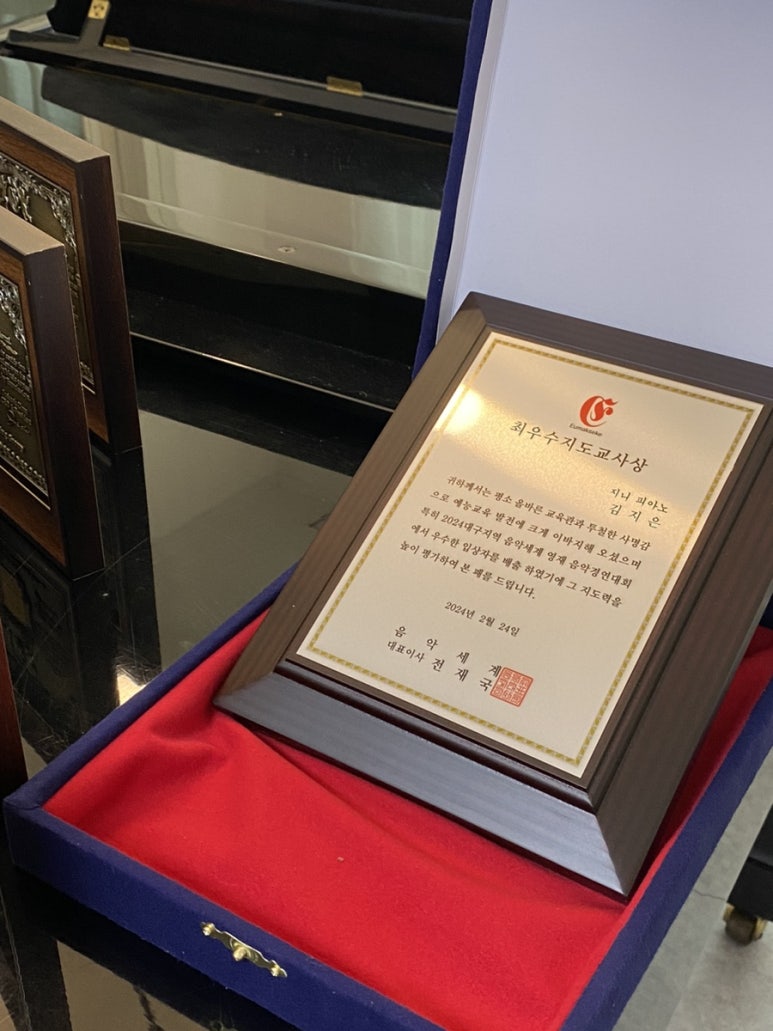 Eumaksekye
최우수지도교사상
지니 피아노
김 지 은
귀하께서는 평소 올바른 교육관과 투철한 사명감
으로 예능교육 발전에 크게 이바지해 오셨으며
특히 2024대구지역 음악세계 영재 음악경연대회
에서 우수한 입상자를 배출 하였기에 그 지도력을
높이 평가하여 본 패를 드립니다.
2024년 2월 24일
음 악 세 계
대표이사 전 재 국